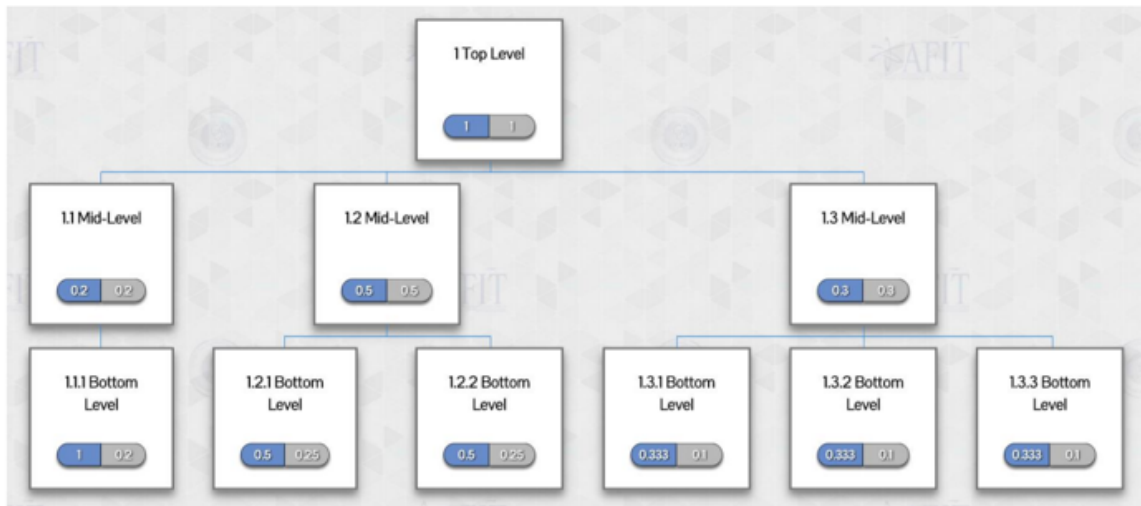 AFIT
1 Top Level
1 1
1.1 Mid-Level
0.2 0.2
1.2 Mid-Level
0.5 0.5
1.3 Mid-Level
0.3 0.3
1.1.1 Bottom
Level
1 0.2
1.2.1 Bottom
Level
0.5 0.25
1.2.2 Bottom
Level
0.5 0.25
1.3.1 Bottom
Level
0.333 0.1
1.3.2 Bottom
Level
0.333 0.1
1.3.3 Bottom
Level
0.333 0.1